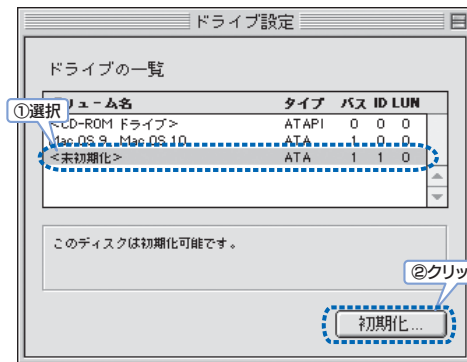 ドライブ設定
ドライブの一覧
ボリューム名 タイプ バス ID LUN
①選択
<CD-ROM ドライブ> ATAPI 0 0 0
Mac OS 9, Mac OS 10 ATA 1 0 0
<未初期化> ATA 1 1 0
このディスクは初期化可能です。
②クリッ
初期化...